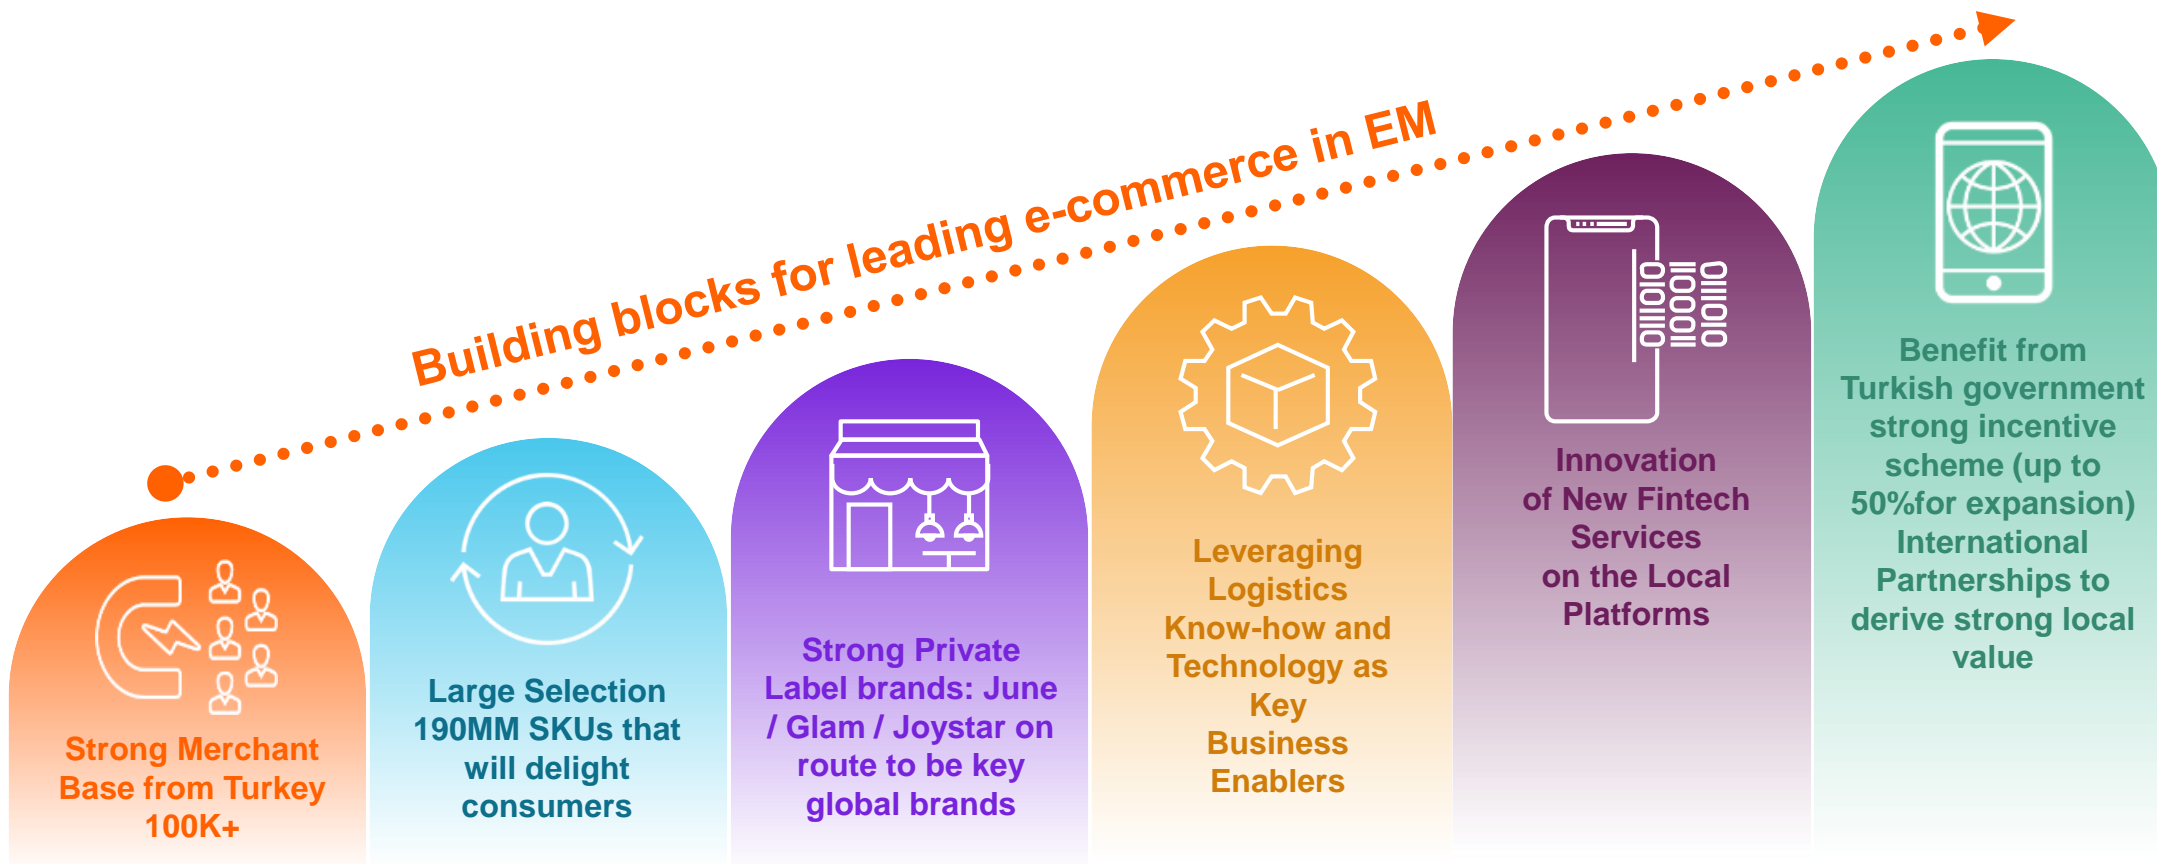 Building blocks for leading e-commerce in EM
Strong Merchant
Base from Turkey
100K+
Large Selection
190MM SKUs that
will delight
consumers
Strong Private
Label brands: June
/ Glam / Joystar on
route to be key
global brands
Leveraging
Logistics
Know-how and
Technology as
Key
Business
Enablers
Innovation
of New Fintech
Services
on the Local
Platforms
Benefit from
Turkish government
strong incentive
scheme (up to
50%for expansion)
International
Partnerships to
derive strong local
value